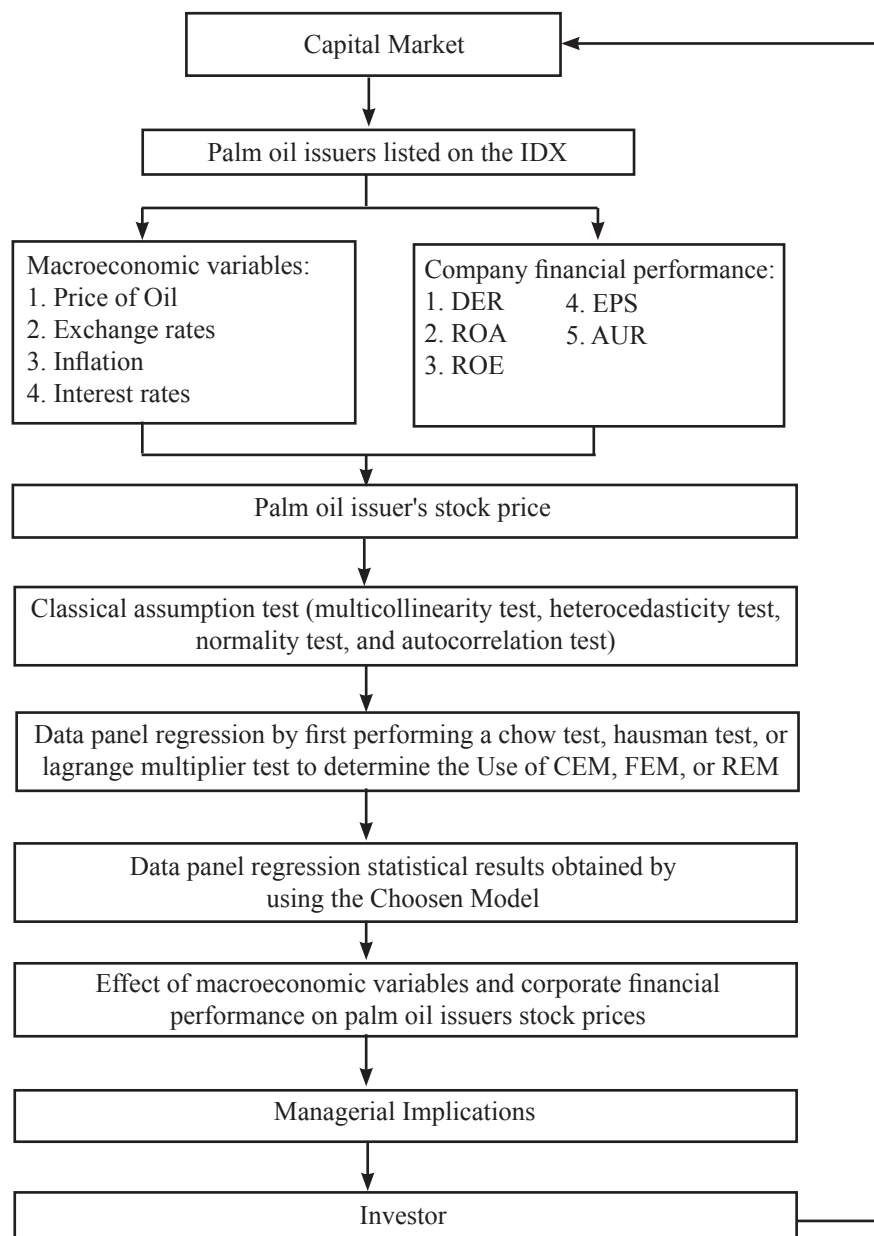 Capital Market
Palm oil issuers listed on the IDX
Macroeconomic variables:
1. Price of Oil
2. Exchange rates
3. Inflation
4. Interest rates
Company financial performance:
1. DER
2. ROA
3. ROE
4. EPS
5. AUR
Palm oil issuer's stock price
Classical assumption test (multicollinearity test, heterocedasticity test,
normality test, and autocorrelation test)
Data panel regression by first performing a chow test, hausman test, or
lagrange multiplier test to determine the Use of CEM, FEM, or REM
Data panel regression statistical results obtained by
using the Choosen Model
Effect of macroeconomic variables and corporate financial
performance on palm oil issuers stock prices
Managerial Implications
Investor